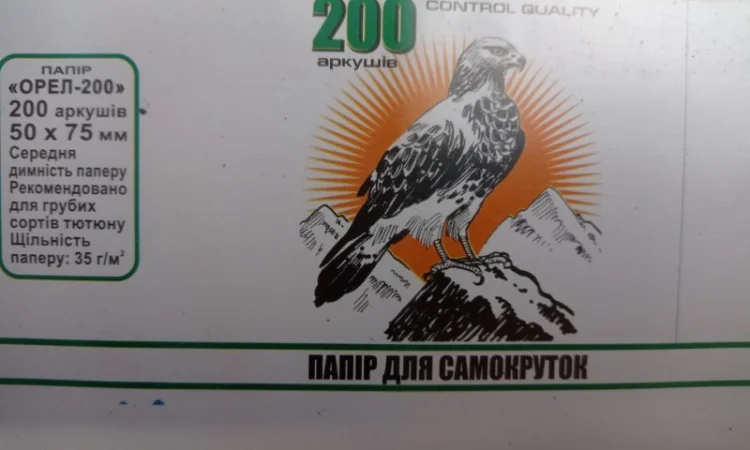 ПАПІР
«ОРЕЛ-200»
200 аркушів
50 х 75 мм
Середня
димність паперу
Рекомендовано
для грубих
сортів тютюну
Щільність
паперу: 35 г/м²
CONTROL QUALITY
200
аркушів
ПАПІР ДЛЯ САМОКРУТОК